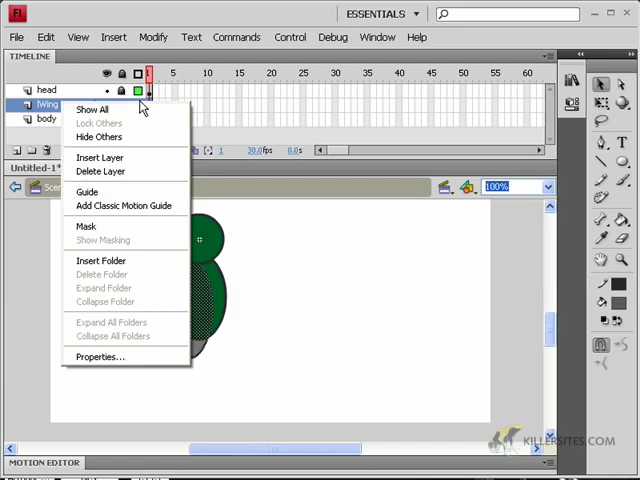 Fl
ESSENTIALS
File Edit View Insert Modify Text Commands Control Debug Window Help
TIMELINE
1 5 10 15 20 25 30 35 40 45 50 55 60
head
lWing
body
Show All
Lock Others
Hide Others
Insert Layer
Delete Layer
Guide
Add Classic Motion Guide
Mask
Show Masking
Insert Folder
Delete Folder
Expand Folder
Collapse Folder
Expand All Folders
Collapse All Folders
Properties...
1 30.0fps 0.0s
Untitled-1*
Scen
100%
KILLERSITES.COM
MOTION EDITOR